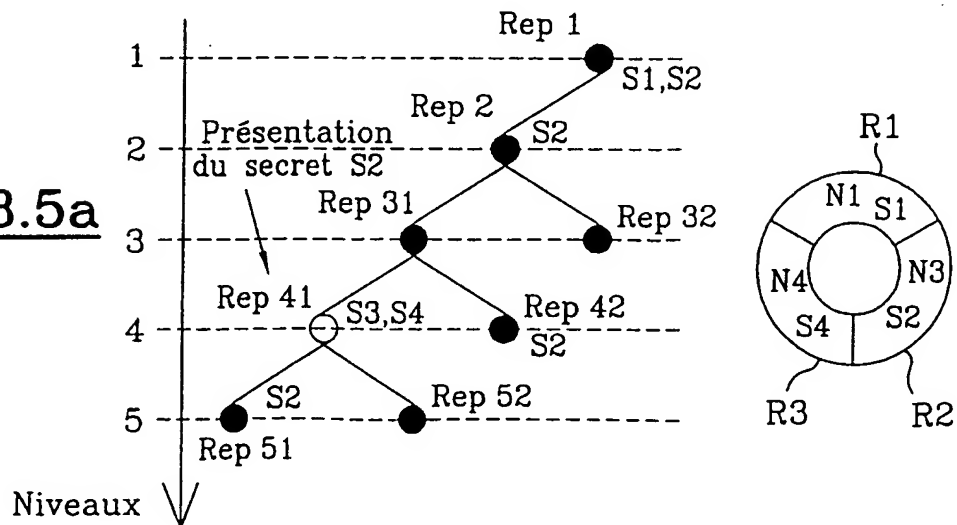 Rep 1
1
S1,S2
Rep 2
Présentation
du secret S2
2
S2
R1
8.5a
Rep 31
Rep 32
N1
S1
3
N4
N3
Rep 41
S3,S4
Rep 42
S4
S2
4
S2
S2
Rep 52
R3
R2
5
Rep 51
Niveaux